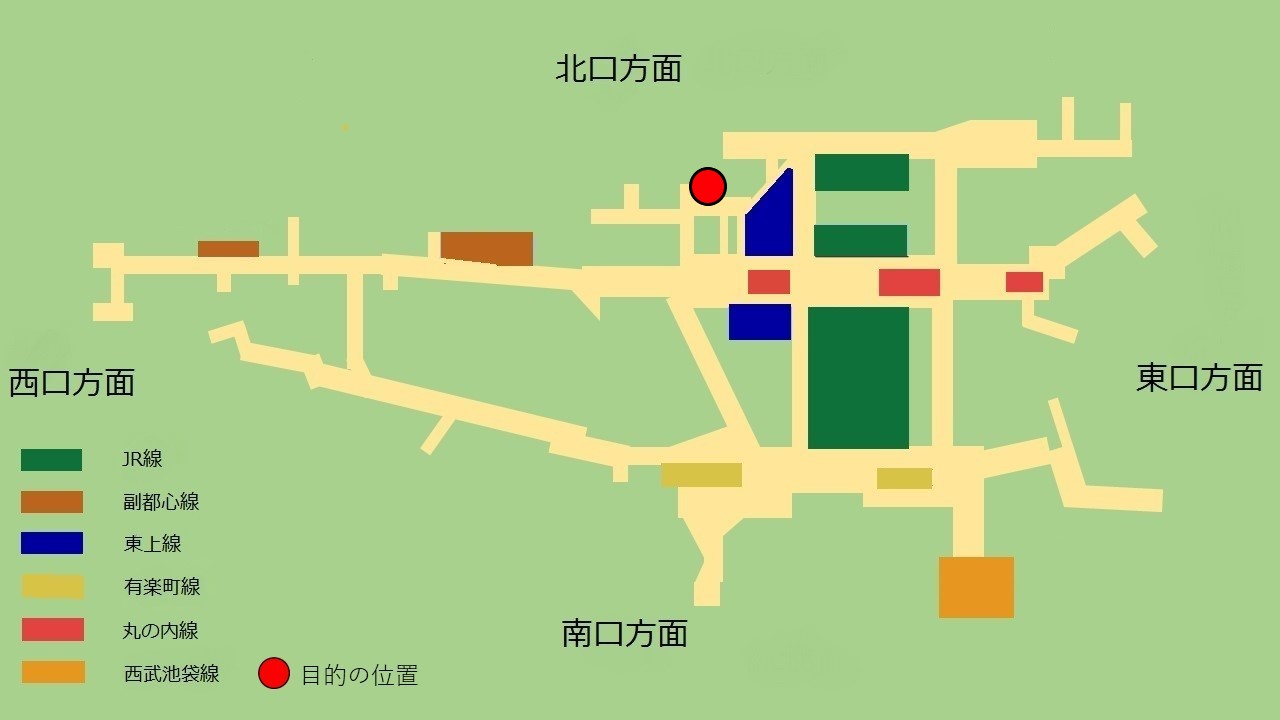 北口方面
西口方面
東口方面
JR線
副都心線
東上線
有楽町線
丸の内線
南口方面
西武池袋線
目的の位置